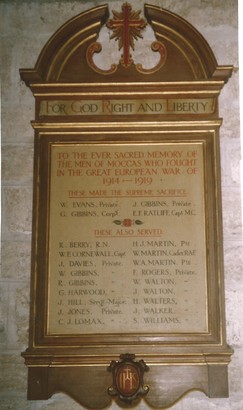 FOR GOD RIGHT AND LIBERTY
TO THE EVER SACRED MEMORY OF
THE MEN OF MOCCAS WHO FOUGHT
IN THE GREAT EUROPEAN WAR OF
1914–1919
THESE MADE THE SUPREME SACRIFICE
W. EVANS, Private J. GIBBINS, Private
G. GIBBINS, Corpl E.F. RATLIFF, Capt M.C.
THESE ALSO SERVED
R. BERRY, R.N. H.J. MARTIN, Pte
W.E. CORNEWALL, Capt W. MARTIN, Cadet RAF
J. DAVIES, Private W.A. MARTIN, Pte
W. GIBBINS, " F. ROGERS, Private
R. GIBBINS, " W. WALTON, "
G. HARWOOD, " J. WALTON, "
J. HILL, Sergt Major H. WALTERS, "
J. JONES, Private J. WALKER, "
C.J. LOMAX, " S. WILLIAMS, "
IHS